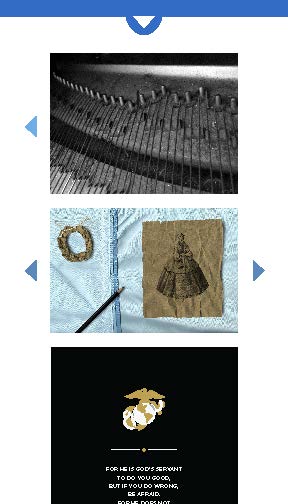 FOR HE IS GOD'S SERVANT
TO DO YOU GOOD,
BUT IF YOU DO WRONG,
BE AFRAID.
FOR HE DOES NOT